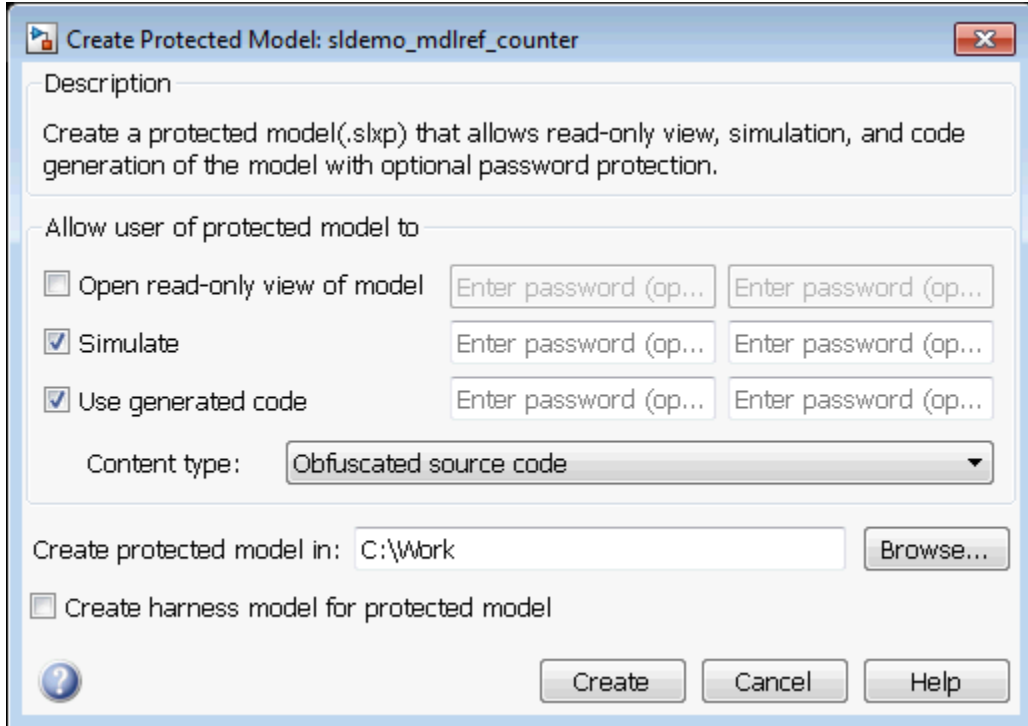 Create Protected Model: sldemo_mdlref_counter
Description
Create a protected model(.slxp) that allows read-only view, simulation, and code
generation of the model with optional password protection.
Allow user of protected model to
Open read-only view of model Enter password (op... Enter password (op...
Simulate Enter password (op... Enter password (op...
Use generated code Enter password (op... Enter password (op...
Content type: Obfuscated source code
Create protected model in: C:\Work Browse...
Create harness model for protected model
? Create Cancel Help